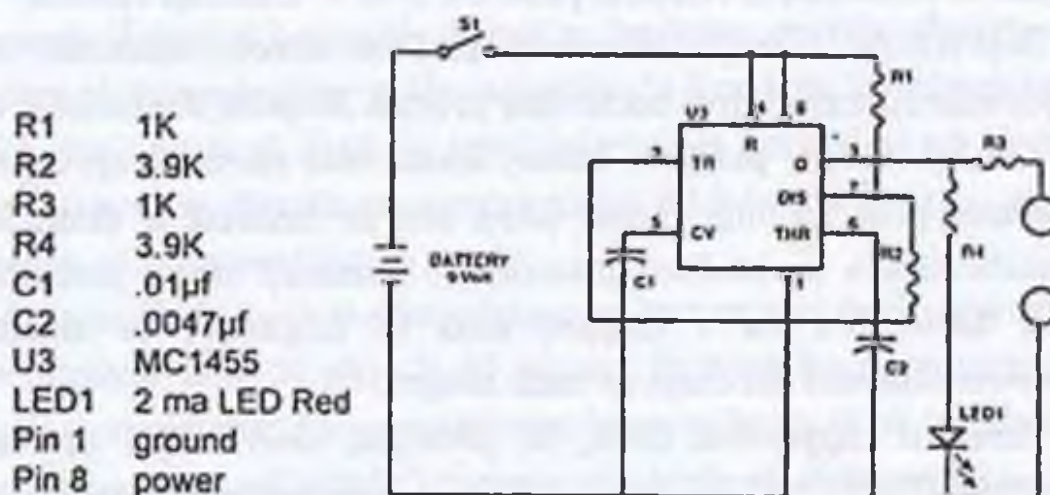 R1 1K
R2 3.9K
R3 1K
R4 3.9K
C1 .01µf
C2 .0047µf
U3 MC1455
LED1 2 ma LED Red
Pin 1 ground
Pin 8 power
S1
BATTERY
9 Volt
U3
4 8
R
2 TR
O 3
DIS 7
5 CV
THR 6
1
R1
R2
R3
R4
C1
C2
LED1